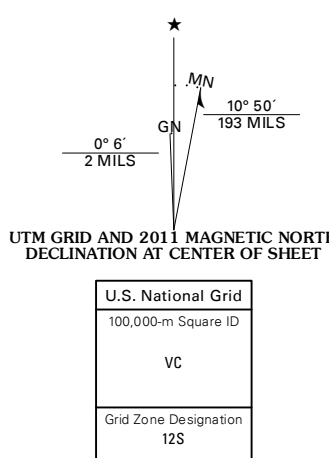 ★
MN
10° 50´
193 MILS
GN
0° 6´
2 MILS
UTM GRID AND 2011 MAGNETIC NORTH
DECLINATION AT CENTER OF SHEET
U.S. National Grid
100,000-m Square ID
VC
Grid Zone Designation
12S